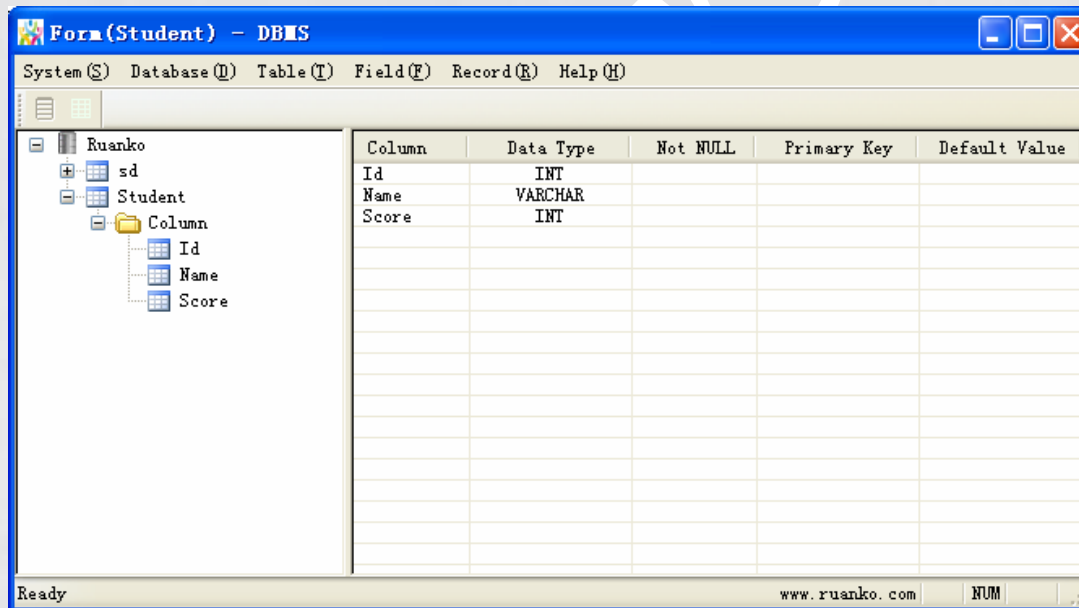 Form(Student) - DBMS
System(S) Database(D) Table(T) Field(F) Record(R) Help(H)
Ruanko
sd
Student
Column
Id
Name
Score
Column Data Type Not NULL Primary Key Default Value
Id INT
Name VARCHAR
Score INT
Ready www.ruanko.com NUM